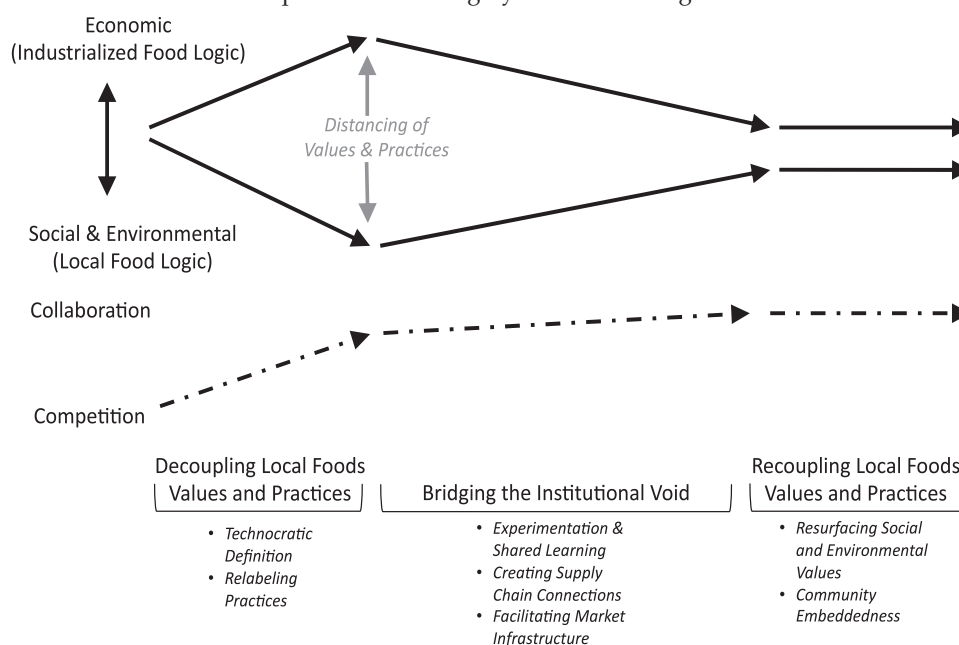 Economic
(Industrialized Food Logic)
Distancing of
Values & Practices
Social & Environmental
(Local Food Logic)
Collaboration
Competition
Decoupling Local Foods
Values and Practices
• Technocratic
Definition
• Relabeling
Practices
Bridging the Institutional Void
• Experimentation &
Shared Learning
• Creating Supply
Chain Connections
• Facilitating Market
Infrastructure
Recoupling Local Foods
Values and Practices
• Resurfacing Social
and Environmental
Values
• Community
Embeddedness